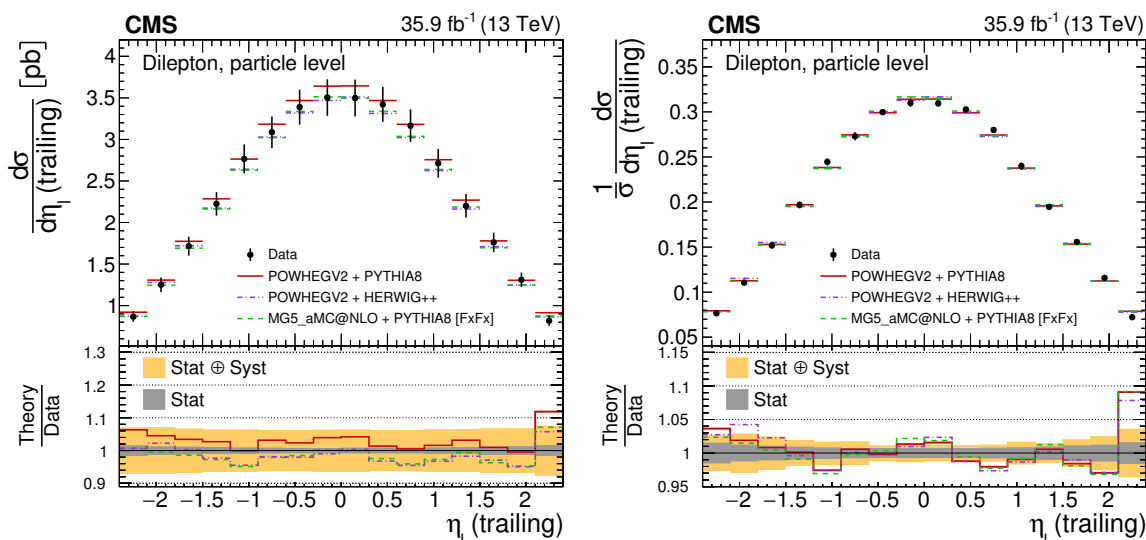 CMS
35.9 fb⁻¹ (13 TeV)
Dilepton, particle level
dσ
dη_l (trailing)
[pb]
4
3.5
3
2.5
2
1.5
1
Data
POWHEGV2 + PYTHIA8
POWHEGV2 + HERWIG++
MG5_aMC@NLO + PYTHIA8 [FxFx]
Theory
Data
1.3
1.2
1.1
1
0.9
Stat ⊕ Syst
Stat
−2 −1.5 −1 −0.5 0 0.5 1 1.5 2
η_l (trailing)
CMS
35.9 fb⁻¹ (13 TeV)
Dilepton, particle level
1
σ
dσ
dη_l (trailing)
0.35
0.3
0.25
0.2
0.15
0.1
0.05
Data
POWHEGV2 + PYTHIA8
POWHEGV2 + HERWIG++
MG5_aMC@NLO + PYTHIA8 [FxFx]
Theory
Data
1.15
1.1
1.05
1
0.95
Stat ⊕ Syst
Stat
−2 −1.5 −1 −0.5 0 0.5 1 1.5 2
η_l (trailing)